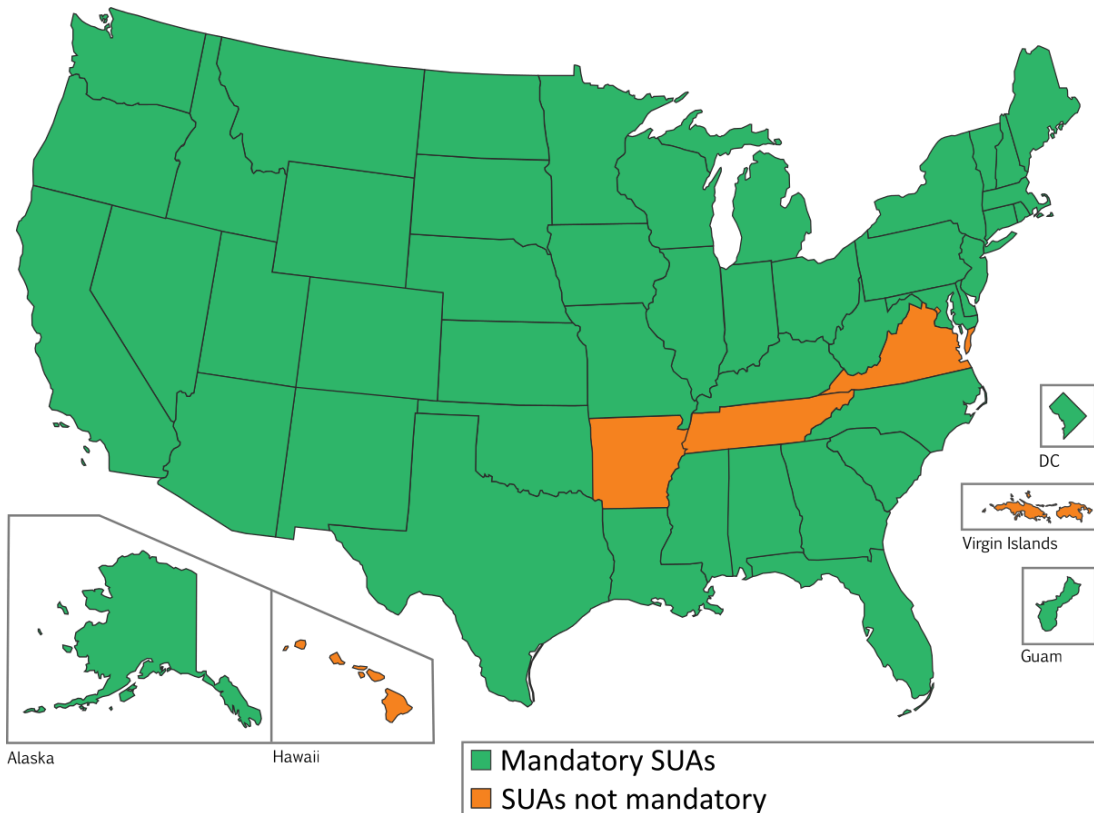 DC
Virgin Islands
Guam
Alaska
Hawaii
Mandatory SUAs
SUAs not mandatory